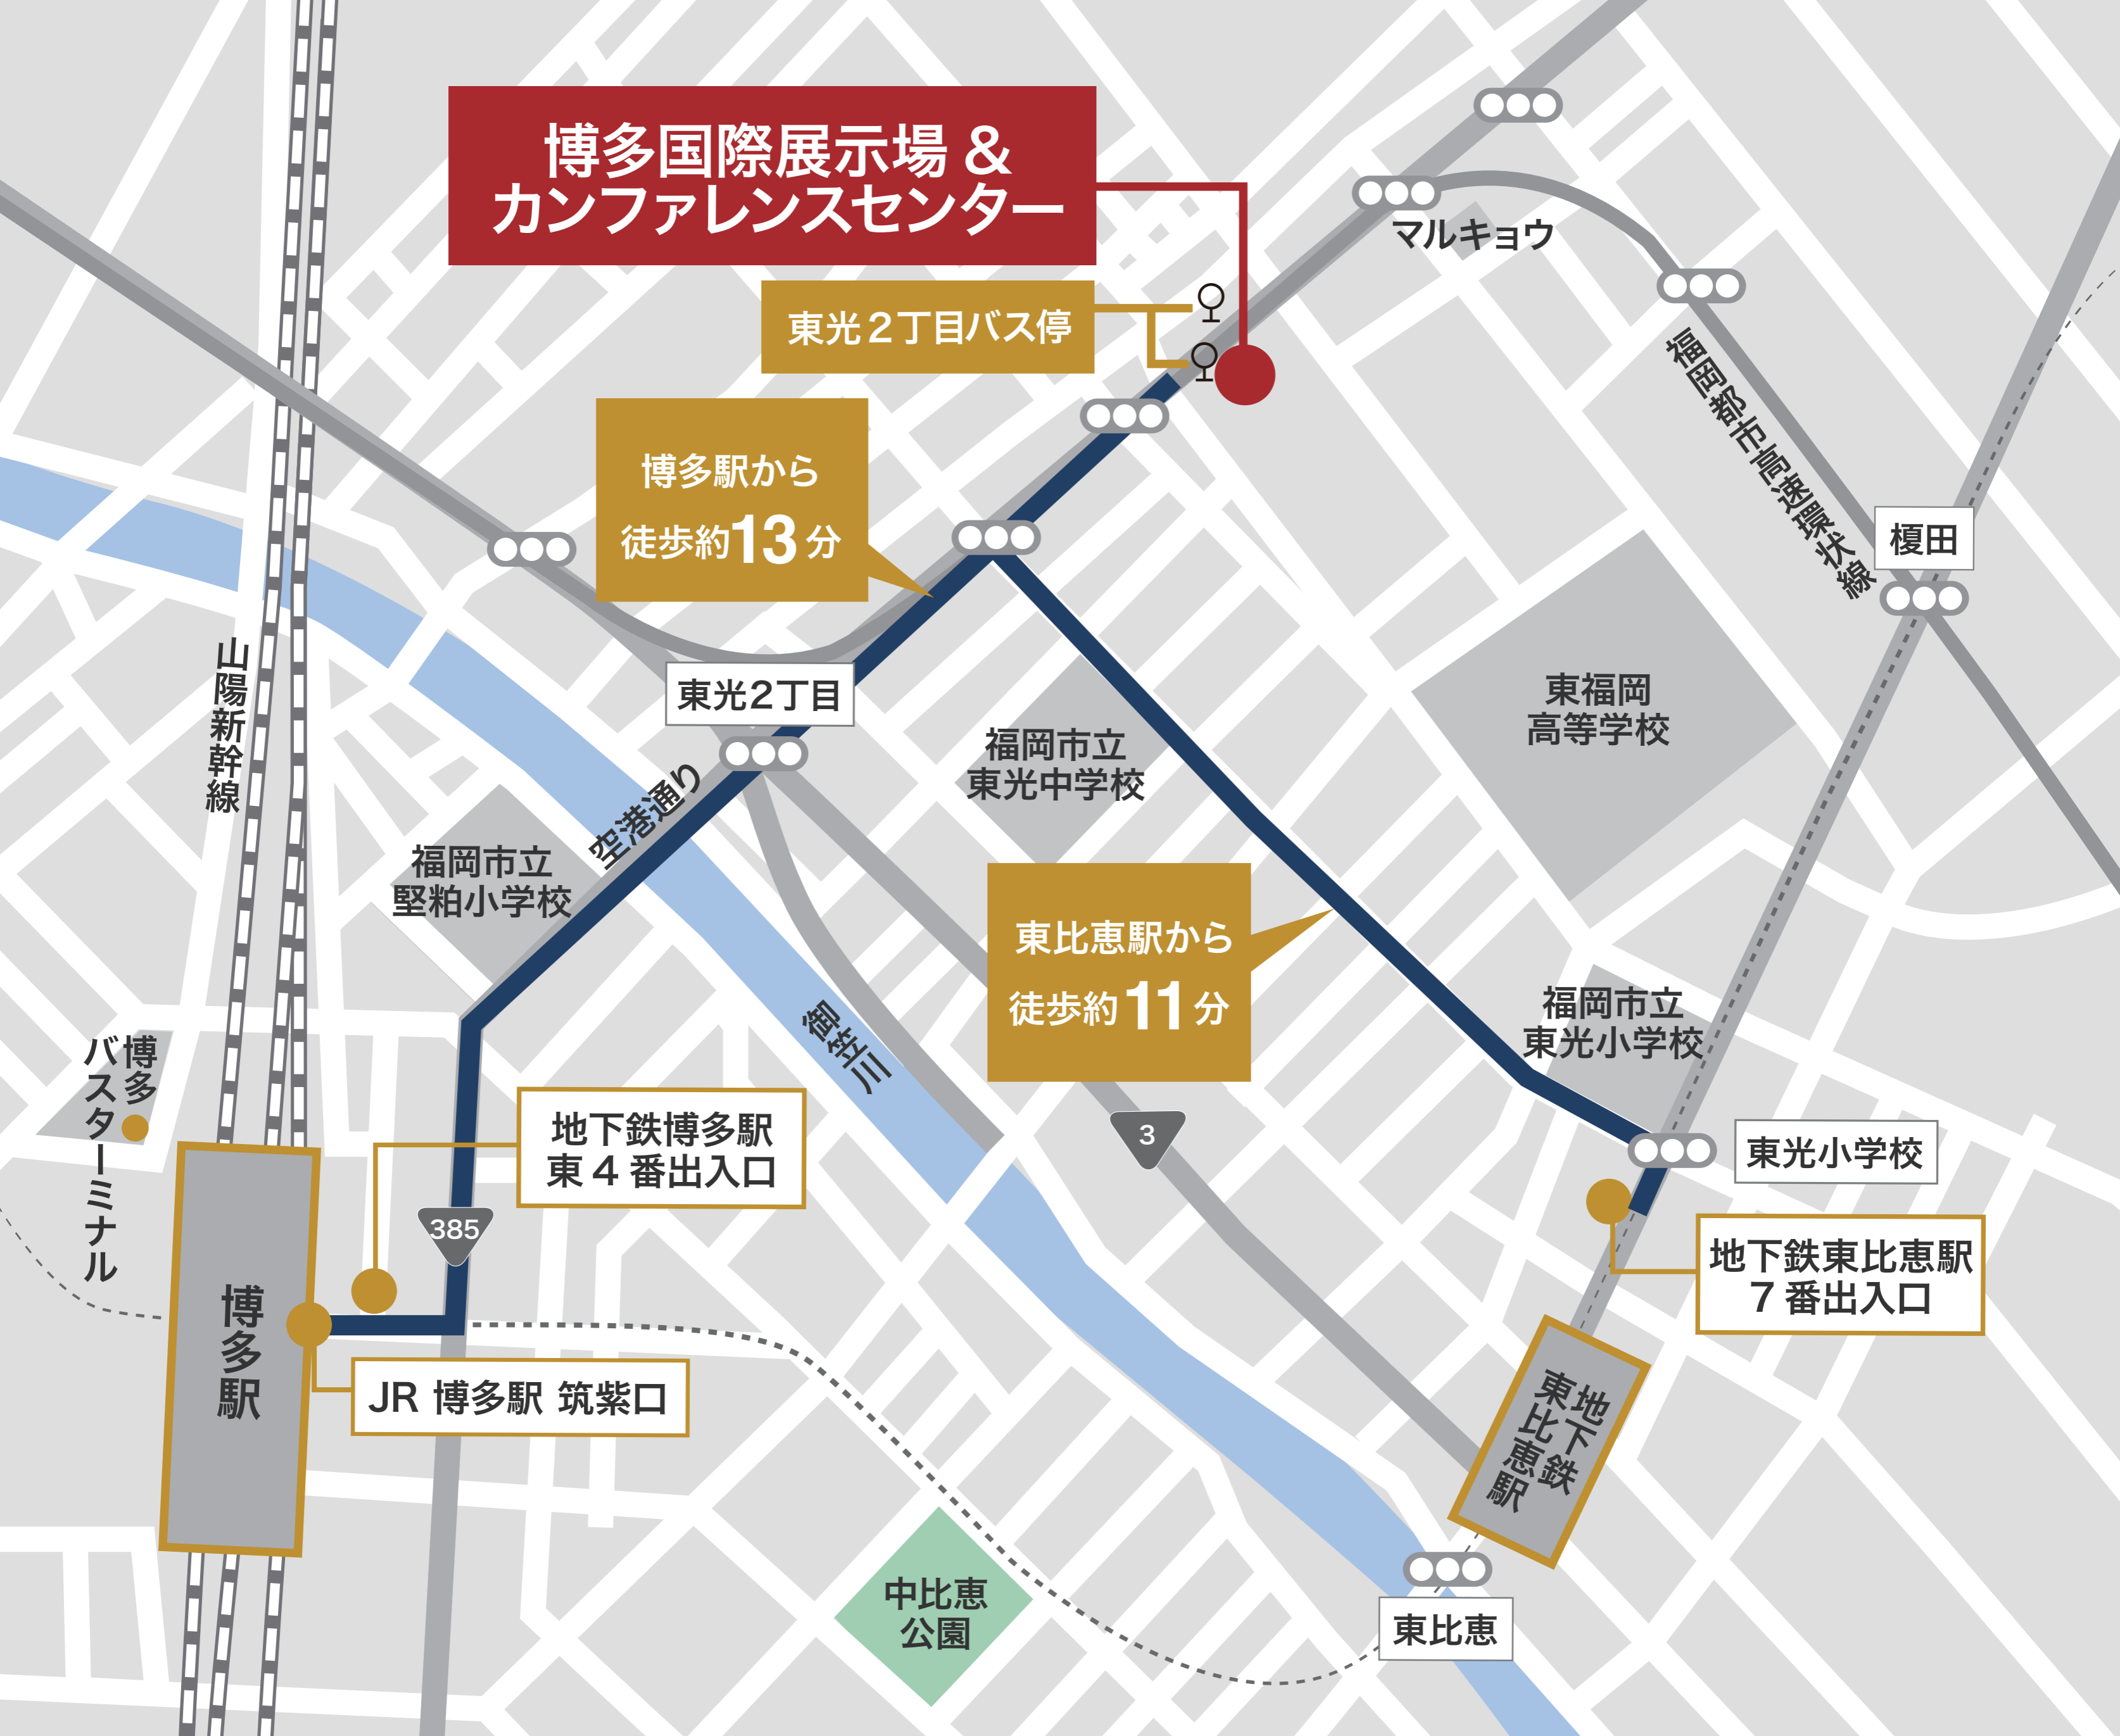 博多国際展示場 &
カンファレンスセンター
マルキョウ
東光2丁目バス停
福岡都市高速環状線
博多駅から
徒歩約13分
榎田
山陽新幹線
東光2丁目
東福岡
高等学校
福岡市立
東光中学校
空港通り
福岡市立
堅粕小学校
東比恵駅から
徒歩約11分
御笠川
福岡市立
東光小学校
博多
バスターミナル
地下鉄博多駅
東4番出入口
3
東光小学校
385
地下鉄東比恵駅
7番出入口
博多駅
JR 博多駅 筑紫口
地下鉄
東比恵駅
中比恵
公園
東比恵